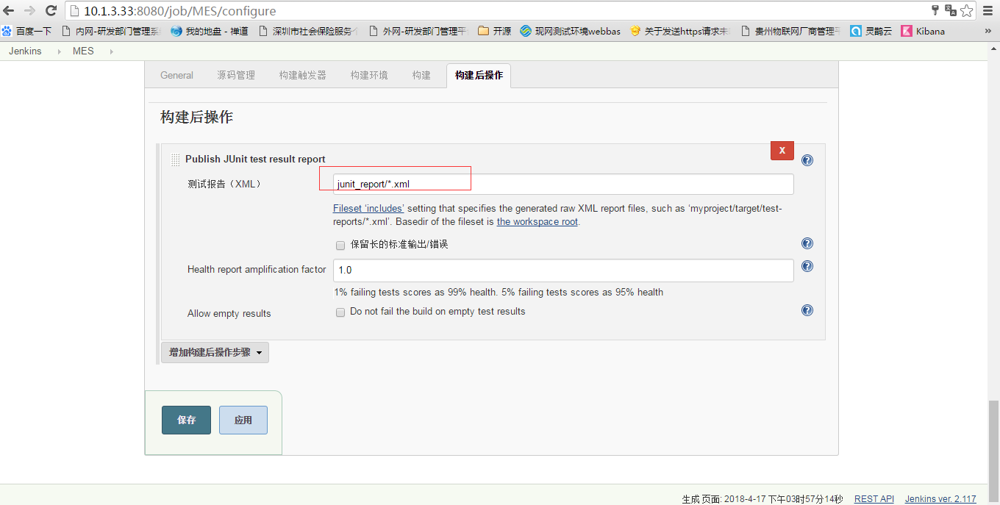 10.1.3.33:8080/job/MES/configure
百度一下 内网-研发部门管理系 我的地盘 - 禅道 深圳市社会保险服务个 外网-研发部门管理平 开源 现网测试环境webbas 关于发送https请求未 贵州物联网厂商管理平 灵鹊云 Kibana »
Jenkins MES
General 源码管理 构建触发器 构建环境 构建 构建后操作
构建后操作
Publish JUnit test result report
X
测试报告（XML）
junit_report/*.xml
Fileset ‘includes’ setting that specifies the generated raw XML report files, such as ‘myproject/target/test-
reports/*.xml’. Basedir of the fileset is the workspace root.
保留长的标准输出/错误
Health report amplification factor
1.0
1% failing tests scores as 99% health. 5% failing tests scores as 95% health
Allow empty results
Do not fail the build on empty test results
增加构建后操作步骤
保存 应用
生成 页面: 2018-4-17 下午03时57分14秒 REST API Jenkins ver. 2.117